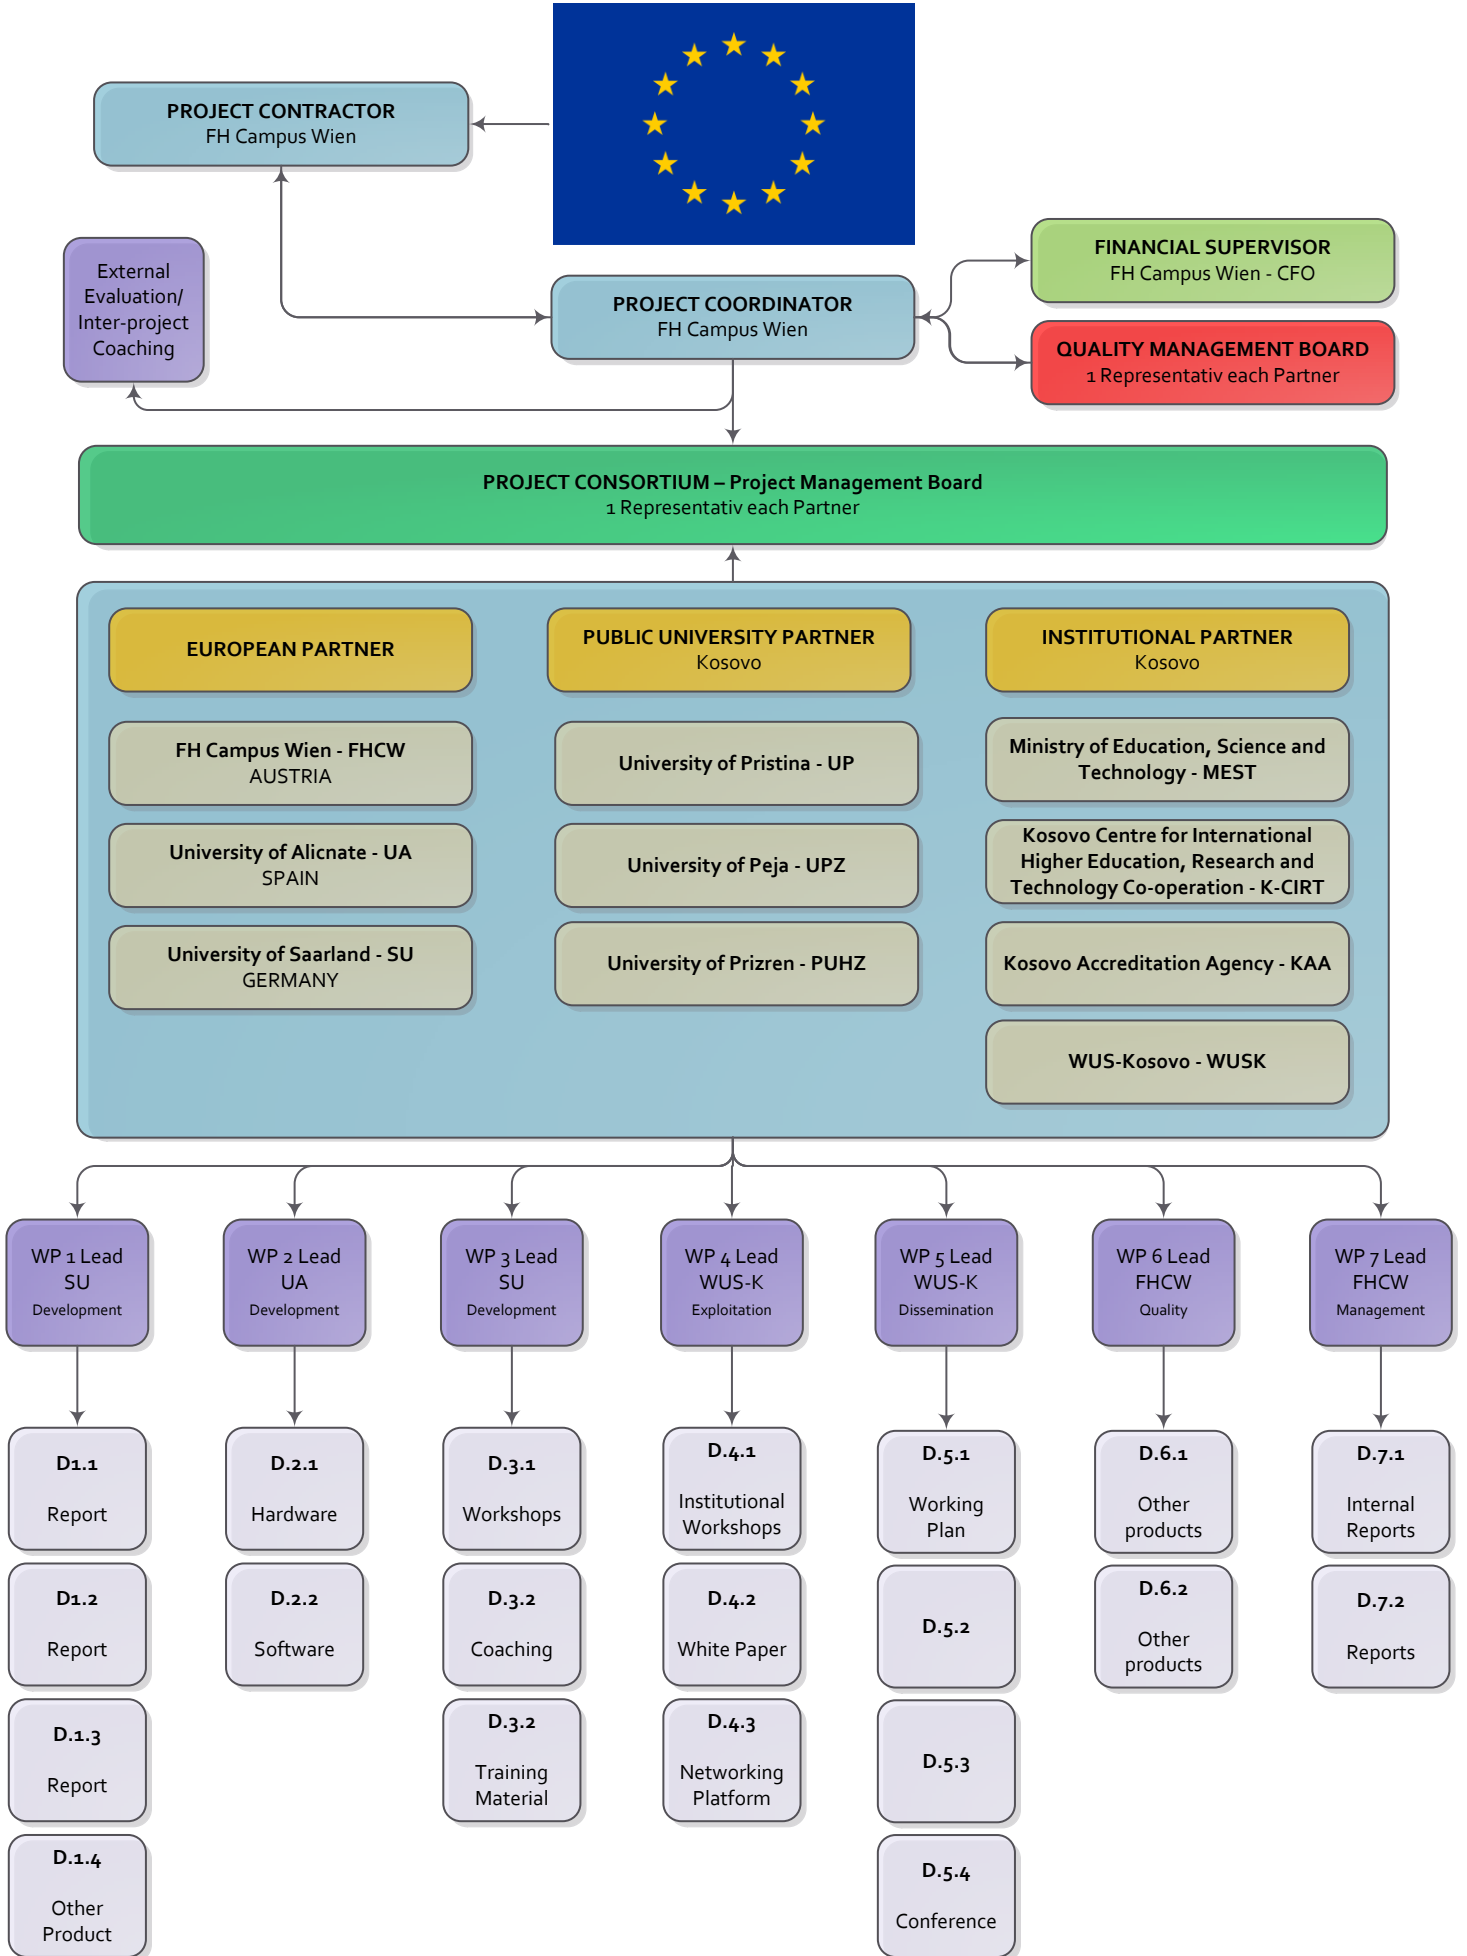 PROJECT CONTRACTOR
FH Campus Wien
External
Evaluation/
Inter-project
Coaching
PROJECT COORDINATOR
FH Campus Wien
FINANCIAL SUPERVISOR
FH Campus Wien - CFO
QUALITY MANAGEMENT BOARD
1 Representativ each Partner
PROJECT CONSORTIUM – Project Management Board
1 Representativ each Partner
EUROPEAN PARTNER
FH Campus Wien - FHCW
AUSTRIA
University of Alicnate - UA
SPAIN
University of Saarland - SU
GERMANY
PUBLIC UNIVERSITY PARTNER
Kosovo
University of Pristina - UP
University of Peja - UPZ
University of Prizren - PUHZ
INSTITUTIONAL PARTNER
Kosovo
Ministry of Education, Science and
Technology - MEST
Kosovo Centre for International
Higher Education, Research and
Technology Co-operation - K-CIRT
Kosovo Accreditation Agency - KAA
WUS-Kosovo - WUSK
WP 1 Lead
SU
Development
D1.1
Report
D1.2
Report
D.1.3
Report
D.1.4
Other
Product
WP 2 Lead
UA
Development
D.2.1
Hardware
D.2.2
Software
WP 3 Lead
SU
Development
D.3.1
Workshops
D.3.2
Coaching
D.3.2
Training
Material
WP 4 Lead
WUS-K
Exploitation
D.4.1
Institutional
Workshops
D.4.2
White Paper
D.4.3
Networking
Platform
WP 5 Lead
WUS-K
Dissemination
D.5.1
Working
Plan
D.5.2
D.5.3
D.5.4
Conference
WP 6 Lead
FHCW
Quality
D.6.1
Other
products
D.6.2
Other
products
WP 7 Lead
FHCW
Management
D.7.1
Internal
Reports
D.7.2
Reports